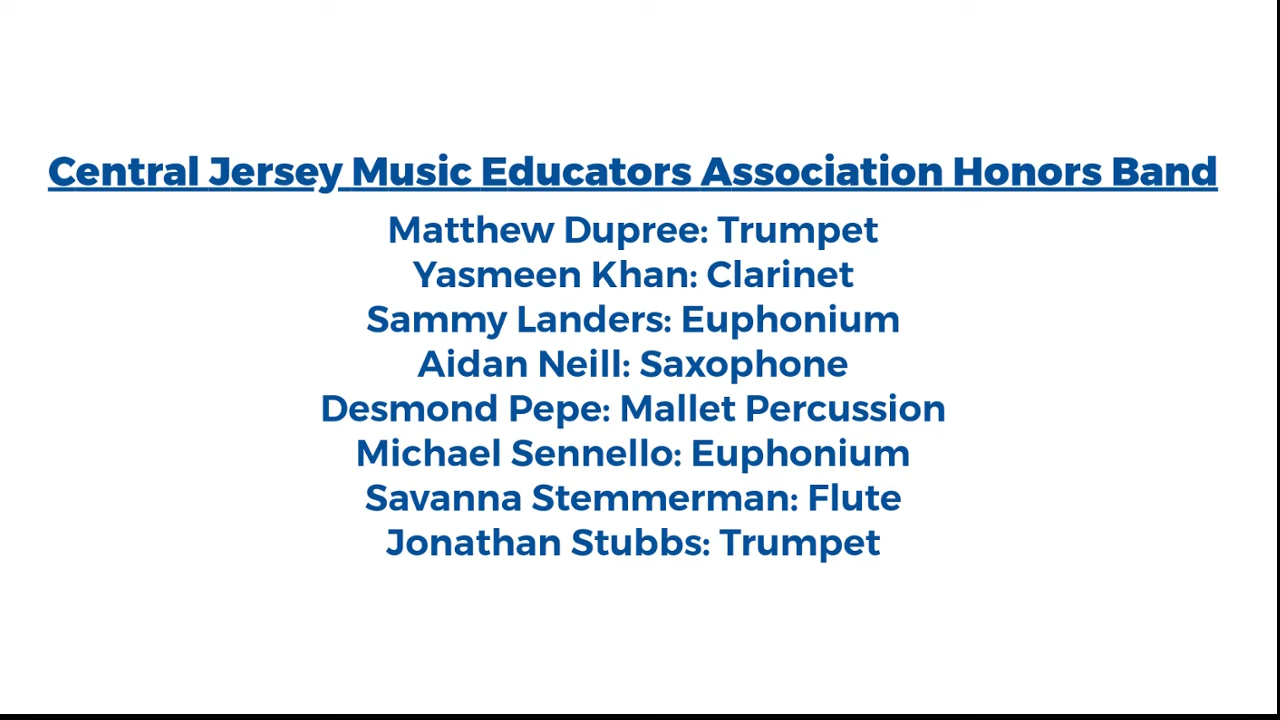 Central Jersey Music Educators Association Honors Band
Matthew Dupree: Trumpet
Yasmeen Khan: Clarinet
Sammy Landers: Euphonium
Aidan Neill: Saxophone
Desmond Pepe: Mallet Percussion
Michael Sennello: Euphonium
Savanna Stemmerman: Flute
Jonathan Stubbs: Trumpet